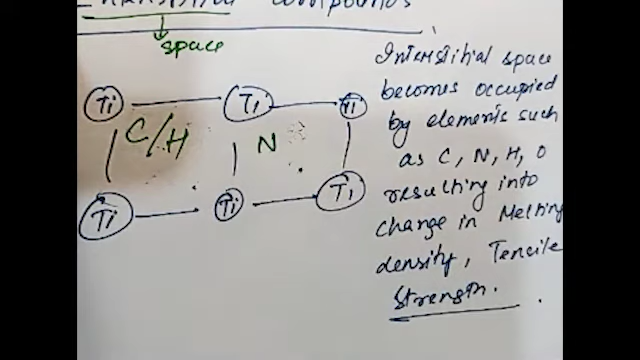 Interstitial compounds
space
Ti Ti Ti
C/H N
Ti Ti Ti
Interstitial space
becomes occupied
by elements such
as C, N, H, O
resulting into
change in Melting
density, Tencile
Strength.